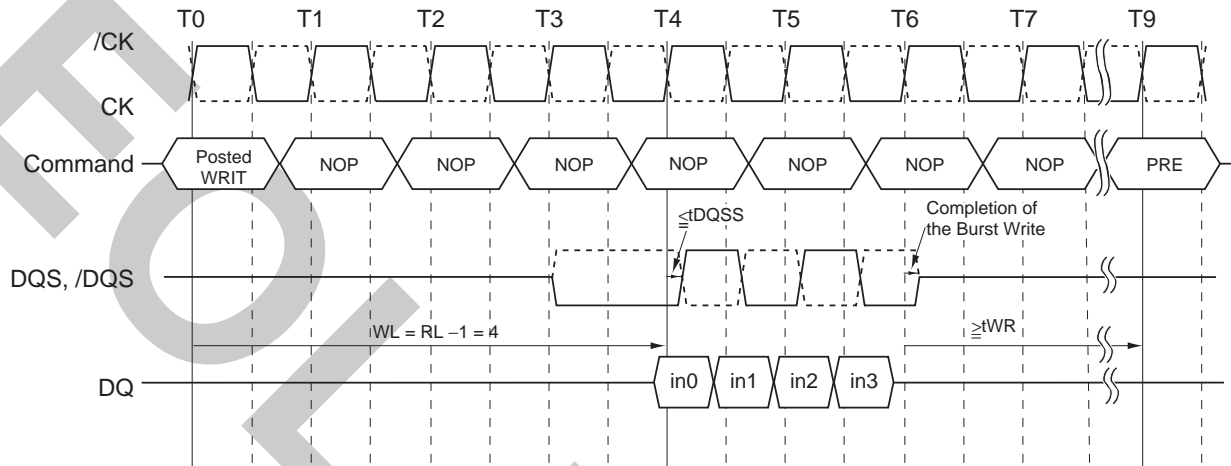 T0 T1 T2 T3 T4 T5 T6 T7 T9
/CK
CK
Command
Posted
WRIT
NOP NOP NOP NOP NOP NOP NOP PRE
≦tDQSS
Completion of
the Burst Write
DQS, /DQS
WL = RL −1 = 4
≧tWR
DQ
in0 in1 in2 in3